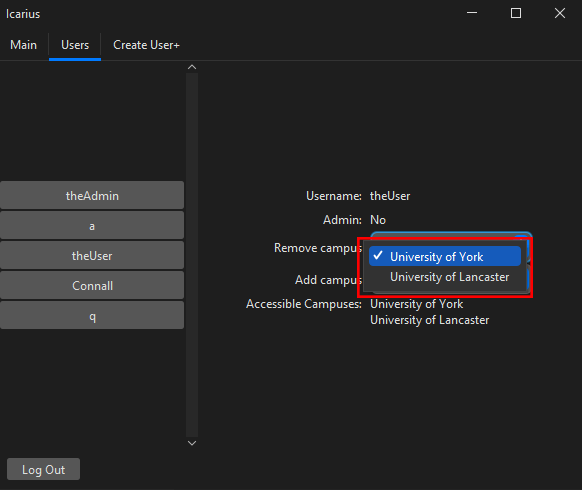 Icarius
Main Users Create User+
theAdmin
a
theUser
Connall
q
Username: theUser
Admin: No
Remove campus
University of York
University of Lancaster
Add campus
Accessible Campuses: University of York
University of Lancaster
Log Out